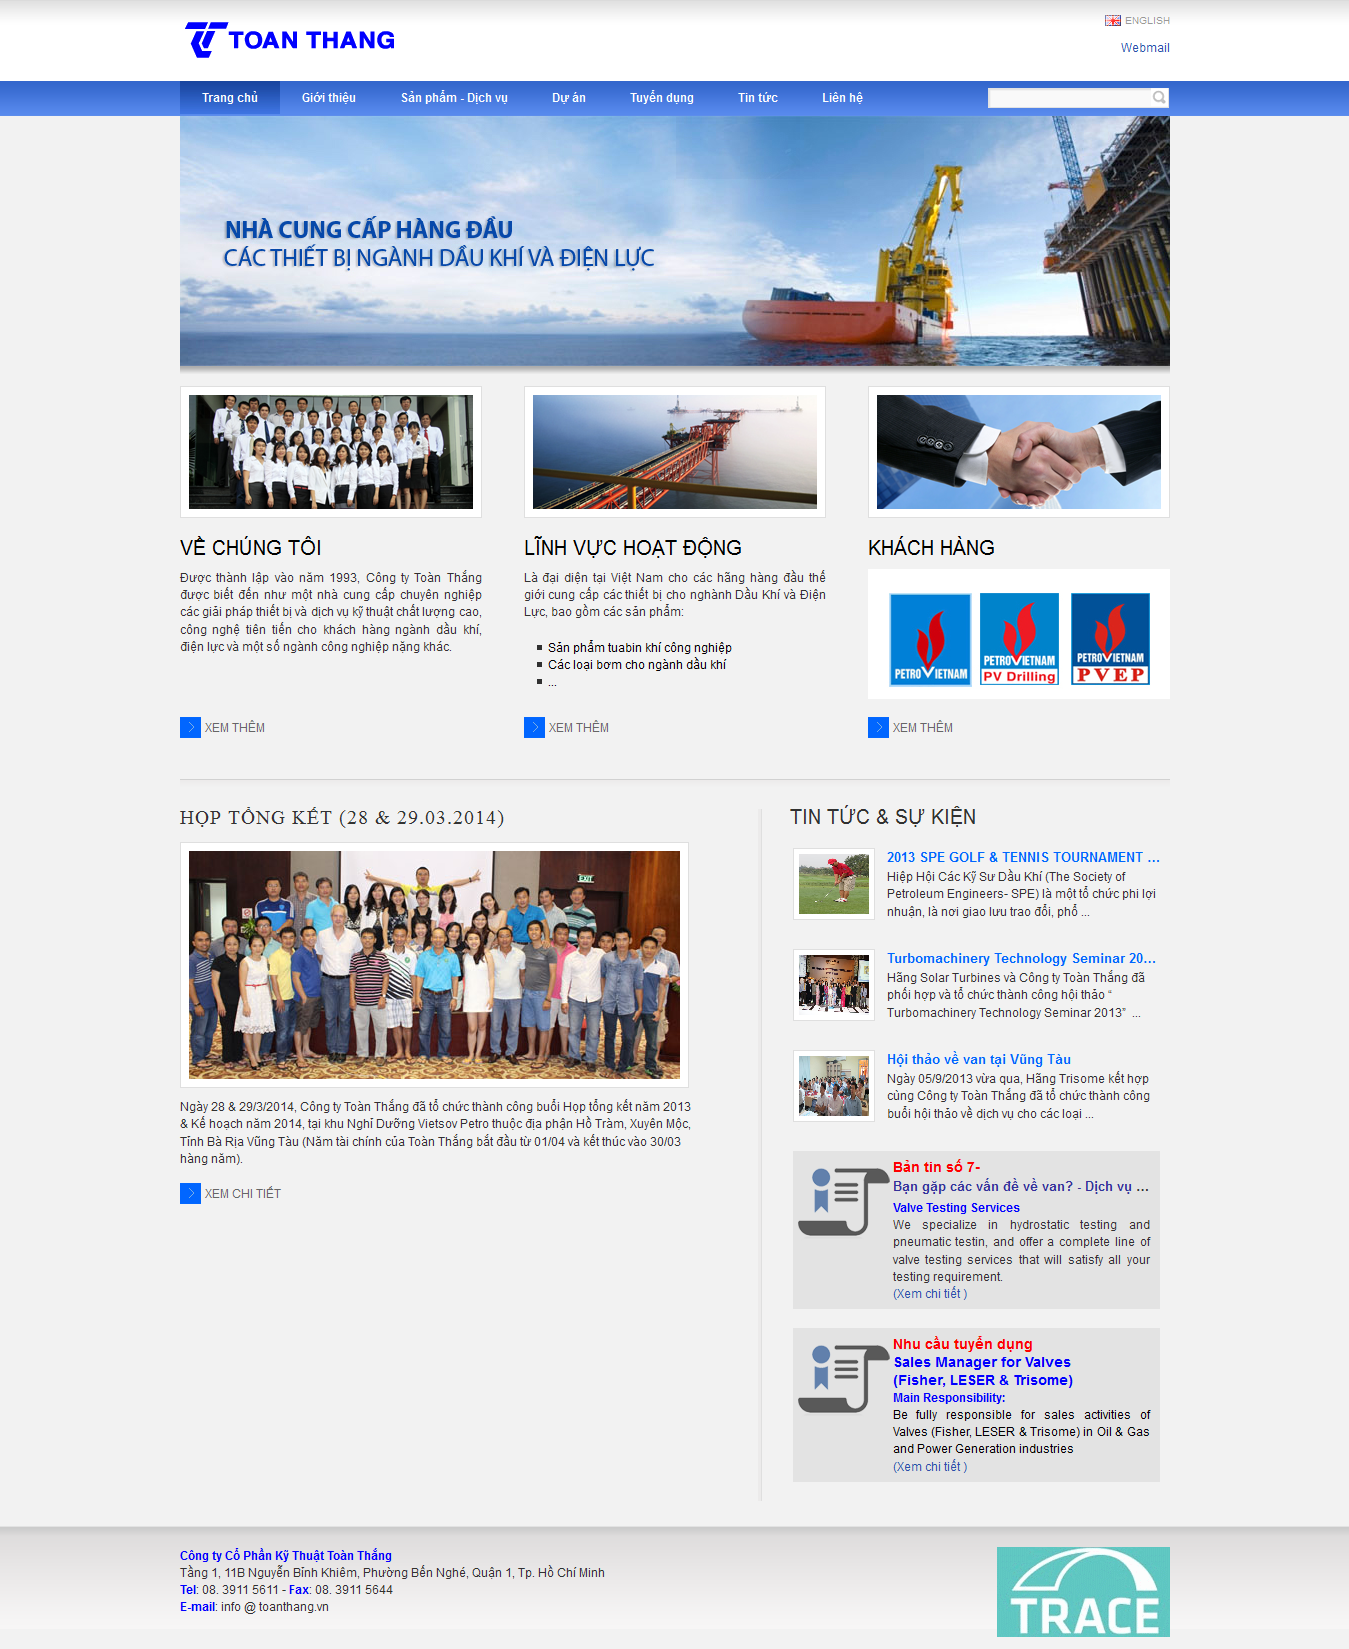 TOAN THANG
ENGLISH
Webmail
Trang chủ
Giới thiệu
Sản phẩm - Dịch vụ
Dự án
Tuyển dụng
Tin tức
Liên hệ
NHÀ CUNG CẤP HÀNG ĐẦU
CÁC THIẾT BỊ NGÀNH DẦU KHÍ VÀ ĐIỆN LỰC
VỀ CHÚNG TÔI
Được thành lập vào năm 1993, Công ty Toàn Thắng
được biết đến như một nhà cung cấp chuyên nghiệp
các giải pháp thiết bị và dịch vụ kỹ thuật chất lượng cao,
công nghệ tiên tiến cho khách hàng ngành dầu khí,
điện lực và một số ngành công nghiệp nặng khác.
XEM THÊM
LĨNH VỰC HOẠT ĐỘNG
Là đại diện tại Việt Nam cho các hãng hàng đầu thế
giới cung cấp các thiết bị cho nghành Dầu Khí và Điện
Lực, bao gồm các sản phẩm:
Sản phẩm tuabin khí công nghiệp
Các loại bơm cho ngành dầu khí
...
XEM THÊM
KHÁCH HÀNG
PETROVIETNAM
PETROVIETNAM
PV Drilling
PETROVIETNAM
PVEP
XEM THÊM
HỌP TỔNG KẾT (28 & 29.03.2014)
EXIT
Ngày 28 & 29/3/2014, Công ty Toàn Thắng đã tổ chức thành công buổi Họp tổng kết năm 2013
& Kế hoạch năm 2014, tại khu Nghỉ Dưỡng Vietsov Petro thuộc địa phận Hồ Tràm, Xuyên Mộc,
Tỉnh Bà Rịa Vũng Tàu (Năm tài chính của Toàn Thắng bắt đầu từ 01/04 và kết thúc vào 30/03
hàng năm).
XEM CHI TIẾT
TIN TỨC & SỰ KIỆN
2013 SPE GOLF & TENNIS TOURNAMENT ...
Hiệp Hội Các Kỹ Sư Dầu Khí (The Society of
Petroleum Engineers- SPE) là một tổ chức phi lợi
nhuận, là nơi giao lưu trao đổi, phổ ...
Turbomachinery Technology Seminar 20...
Hãng Solar Turbines và Công ty Toàn Thắng đã
phối hợp và tổ chức thành công hội thảo “
Turbomachinery Technology Seminar 2013” ...
Hội thảo về van tại Vũng Tàu
Ngày 05/9/2013 vừa qua, Hãng Trisome kết hợp
cùng Công ty Toàn Thắng đã tổ chức thành công
buổi hội thảo về dịch vụ cho các loại ...
Bản tin số 7-
Bạn gặp các vấn đề về van? - Dịch vụ ...
Valve Testing Services
We specialize in hydrostatic testing and
pneumatic testin, and offer a complete line of
valve testing services that will satisfy all your
testing requirement.
(Xem chi tiết )
Nhu cầu tuyển dụng
Sales Manager for Valves
(Fisher, LESER & Trisome)
Main Responsibility:
Be fully responsible for sales activities of
Valves (Fisher, LESER & Trisome) in Oil & Gas
and Power Generation industries
(Xem chi tiết )
Công ty Cổ Phần Kỹ Thuật Toàn Thắng
Tầng 1, 11B Nguyễn Bỉnh Khiêm, Phường Bến Nghé, Quận 1, Tp. Hồ Chí Minh
Tel: 08. 3911 5611 - Fax: 08. 3911 5644
E-mail: info @ toanthang.vn
TRACE